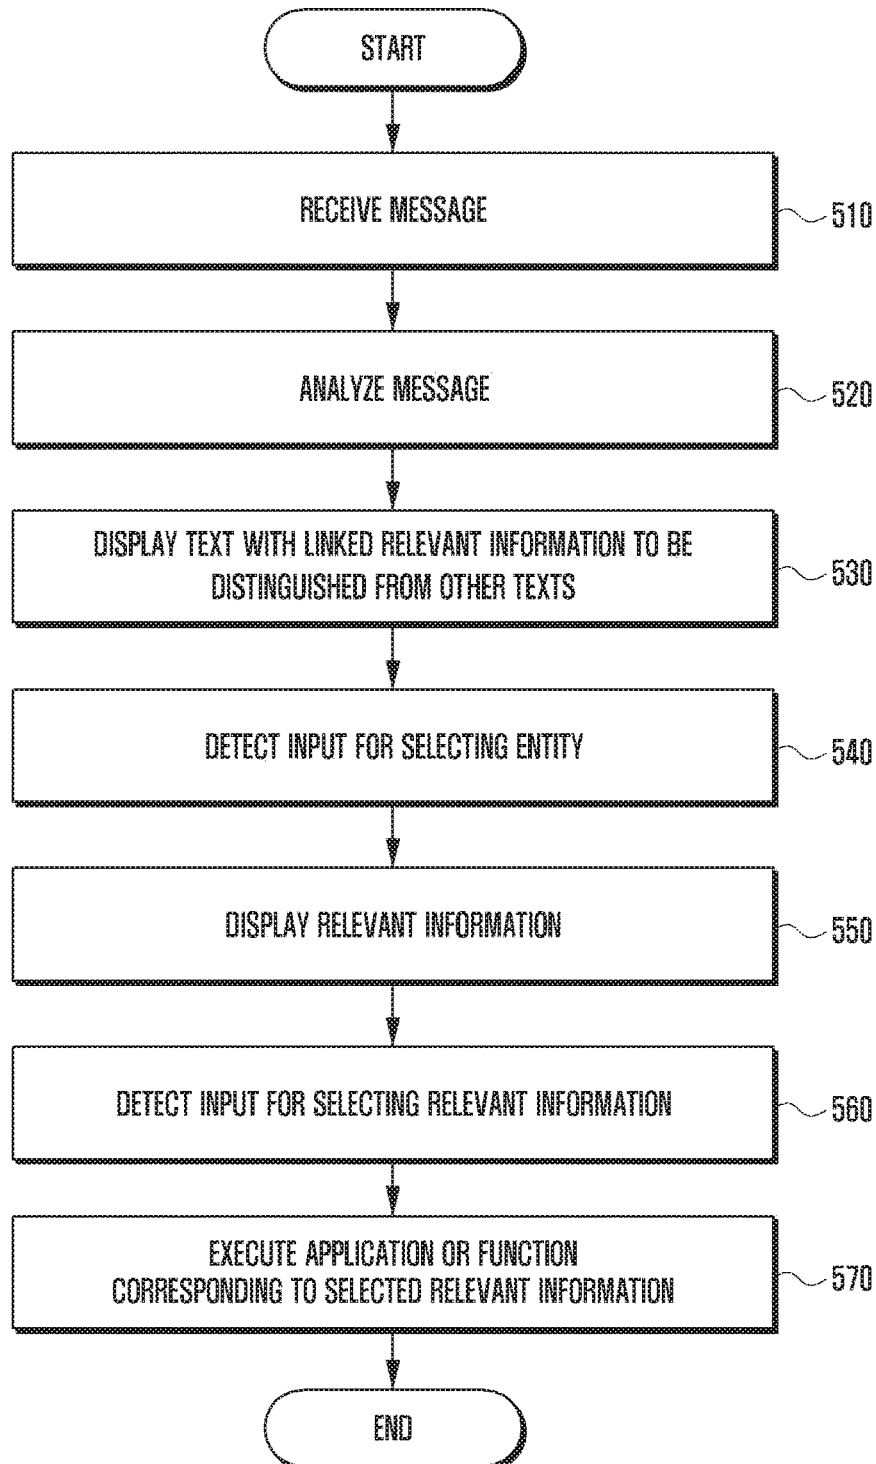 START
RECEIVE MESSAGE
510
ANALYZE MESSAGE
520
DISPLAY TEXT WITH LINKED RELEVANT INFORMATION TO BE
DISTINGUISHED FROM OTHER TEXTS
530
DETECT INPUT FOR SELECTING ENTITY
540
DISPLAY RELEVANT INFORMATION
550
DETECT INPUT FOR SELECTING RELEVANT INFORMATION
560
EXECUTE APPLICATION OR FUNCTION
CORRESPONDING TO SELECTED RELEVANT INFORMATION
570
END